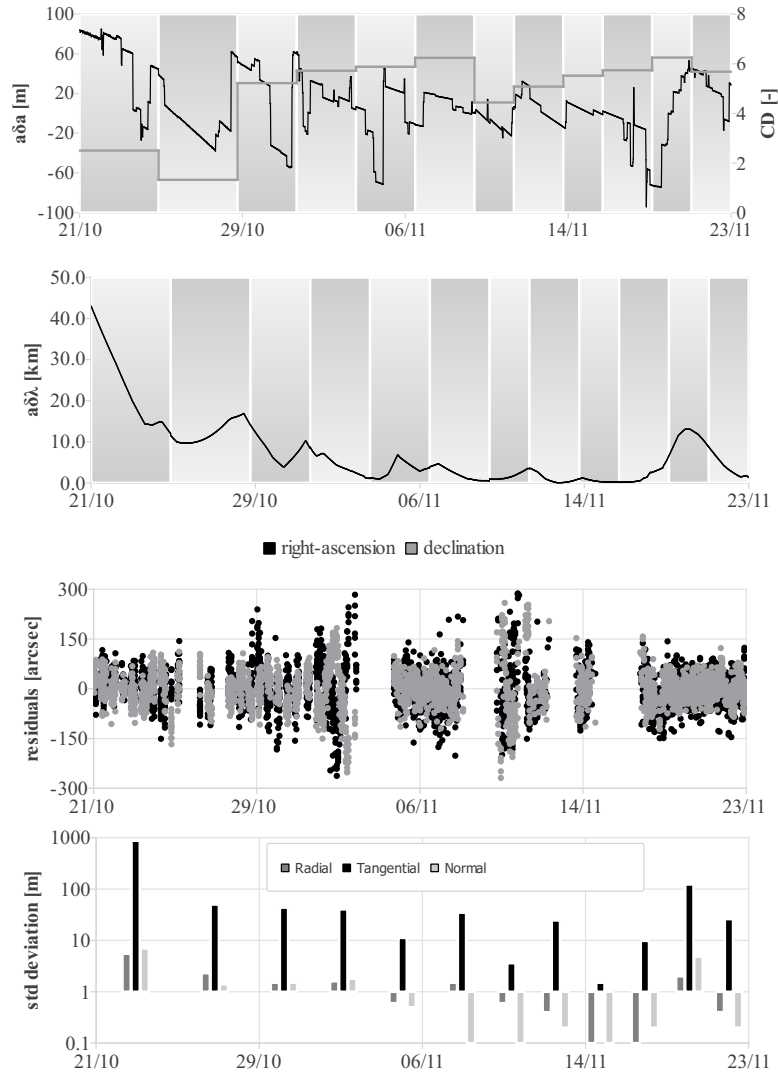 100
60
20
-20
-60
-100
aδa [m]
8
6
4
2
0
CD [-]
21/10 29/10 06/11 14/11 23/11
50.0
40.0
30.0
20.0
10.0
0.0
aδλ [km]
21/10 29/10 06/11 14/11 23/11
right-ascension declination
300
150
0
-150
-300
residuals [arcsec]
21/10 29/10 06/11 14/11 23/11
1000
100
10
1
0.1
std deviation [m]
Radial Tangential Normal
21/10 29/10 06/11 14/11 23/11